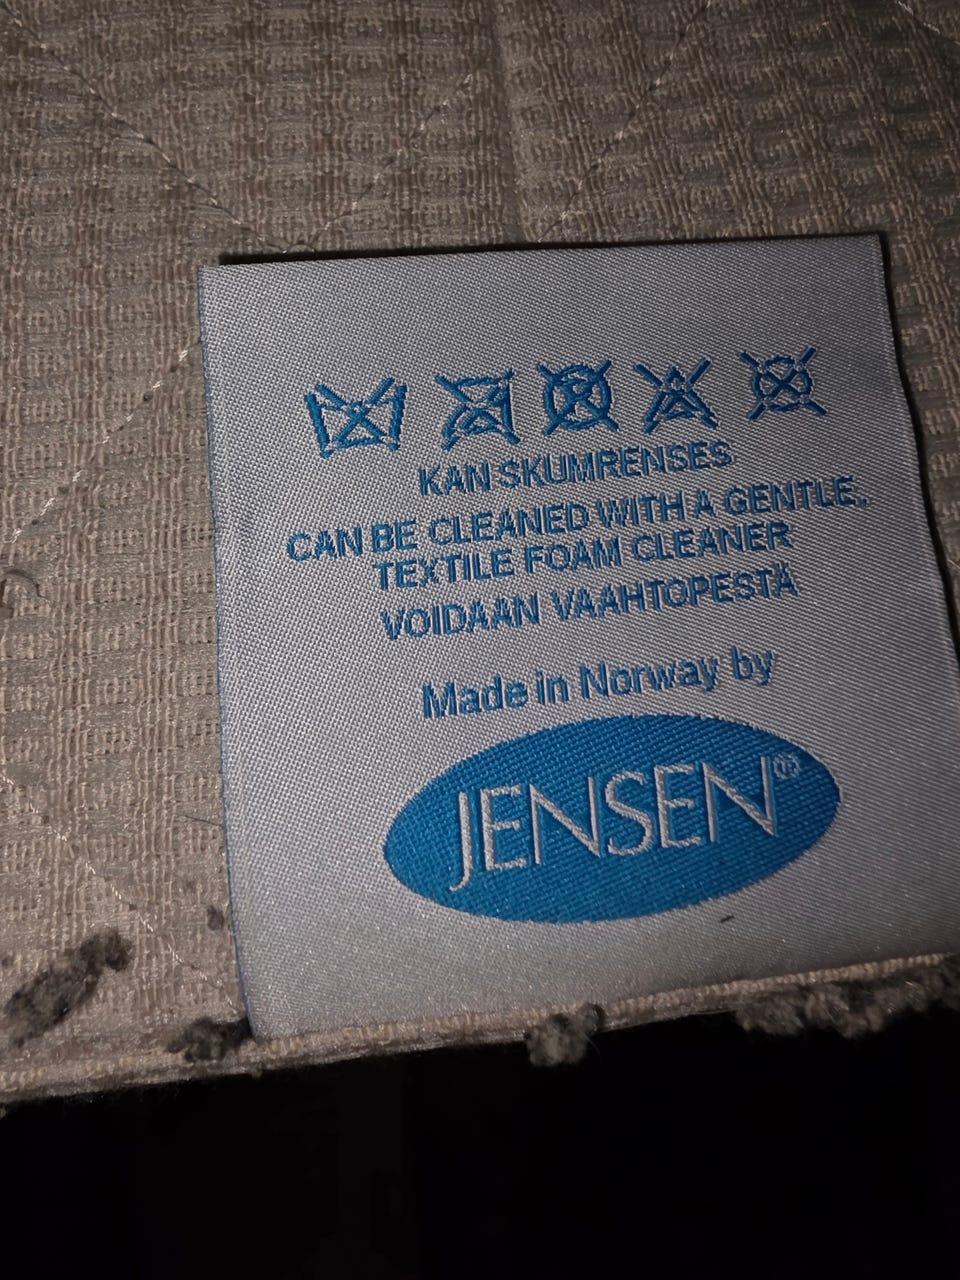 KAN SKUMRENSES
CAN BE CLEANED WITH A GENTLE,
TEXTILE FOAM CLEANER
VOIDAAN VAAHTOPESTÄ
Made in Norway by
JENSEN®